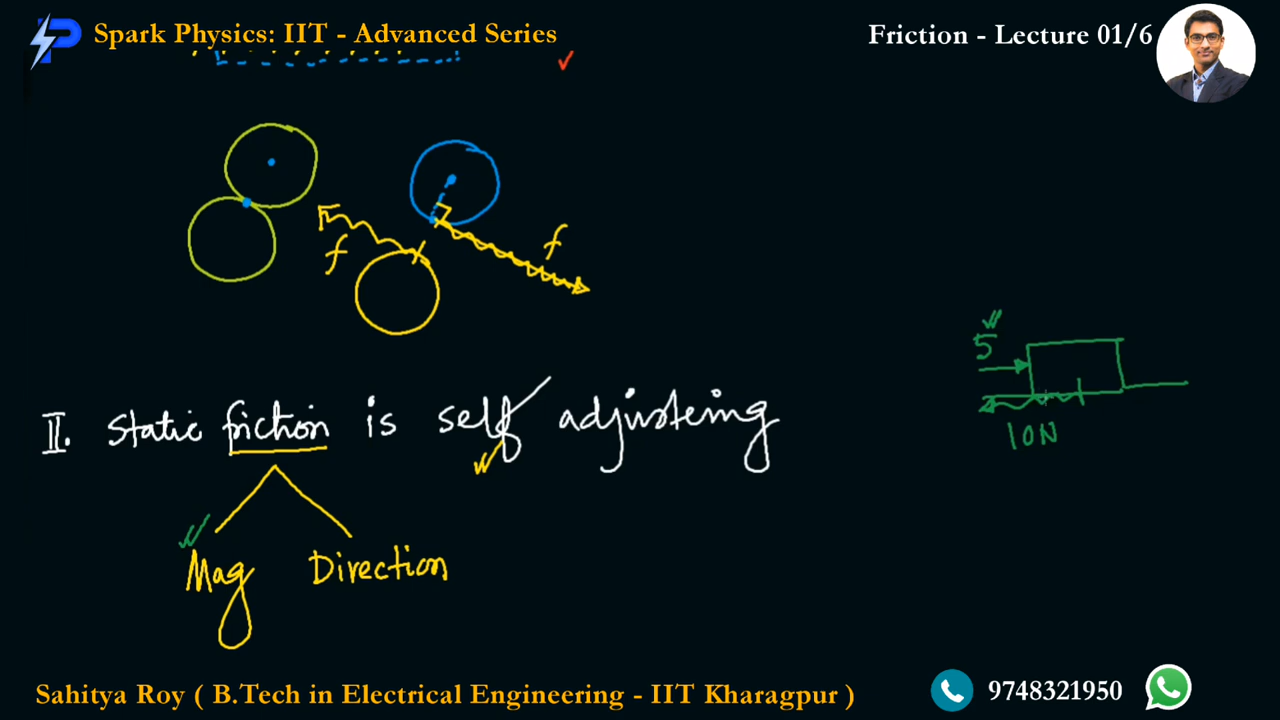 Spark Physics: IIT - Advanced Series
Friction - Lecture 01/6
f
f
5
10N
II. Static friction is self adjusteing
Mag
Direction
Sahitya Roy ( B.Tech in Electrical Engineering - IIT Kharagpur )
9748321950